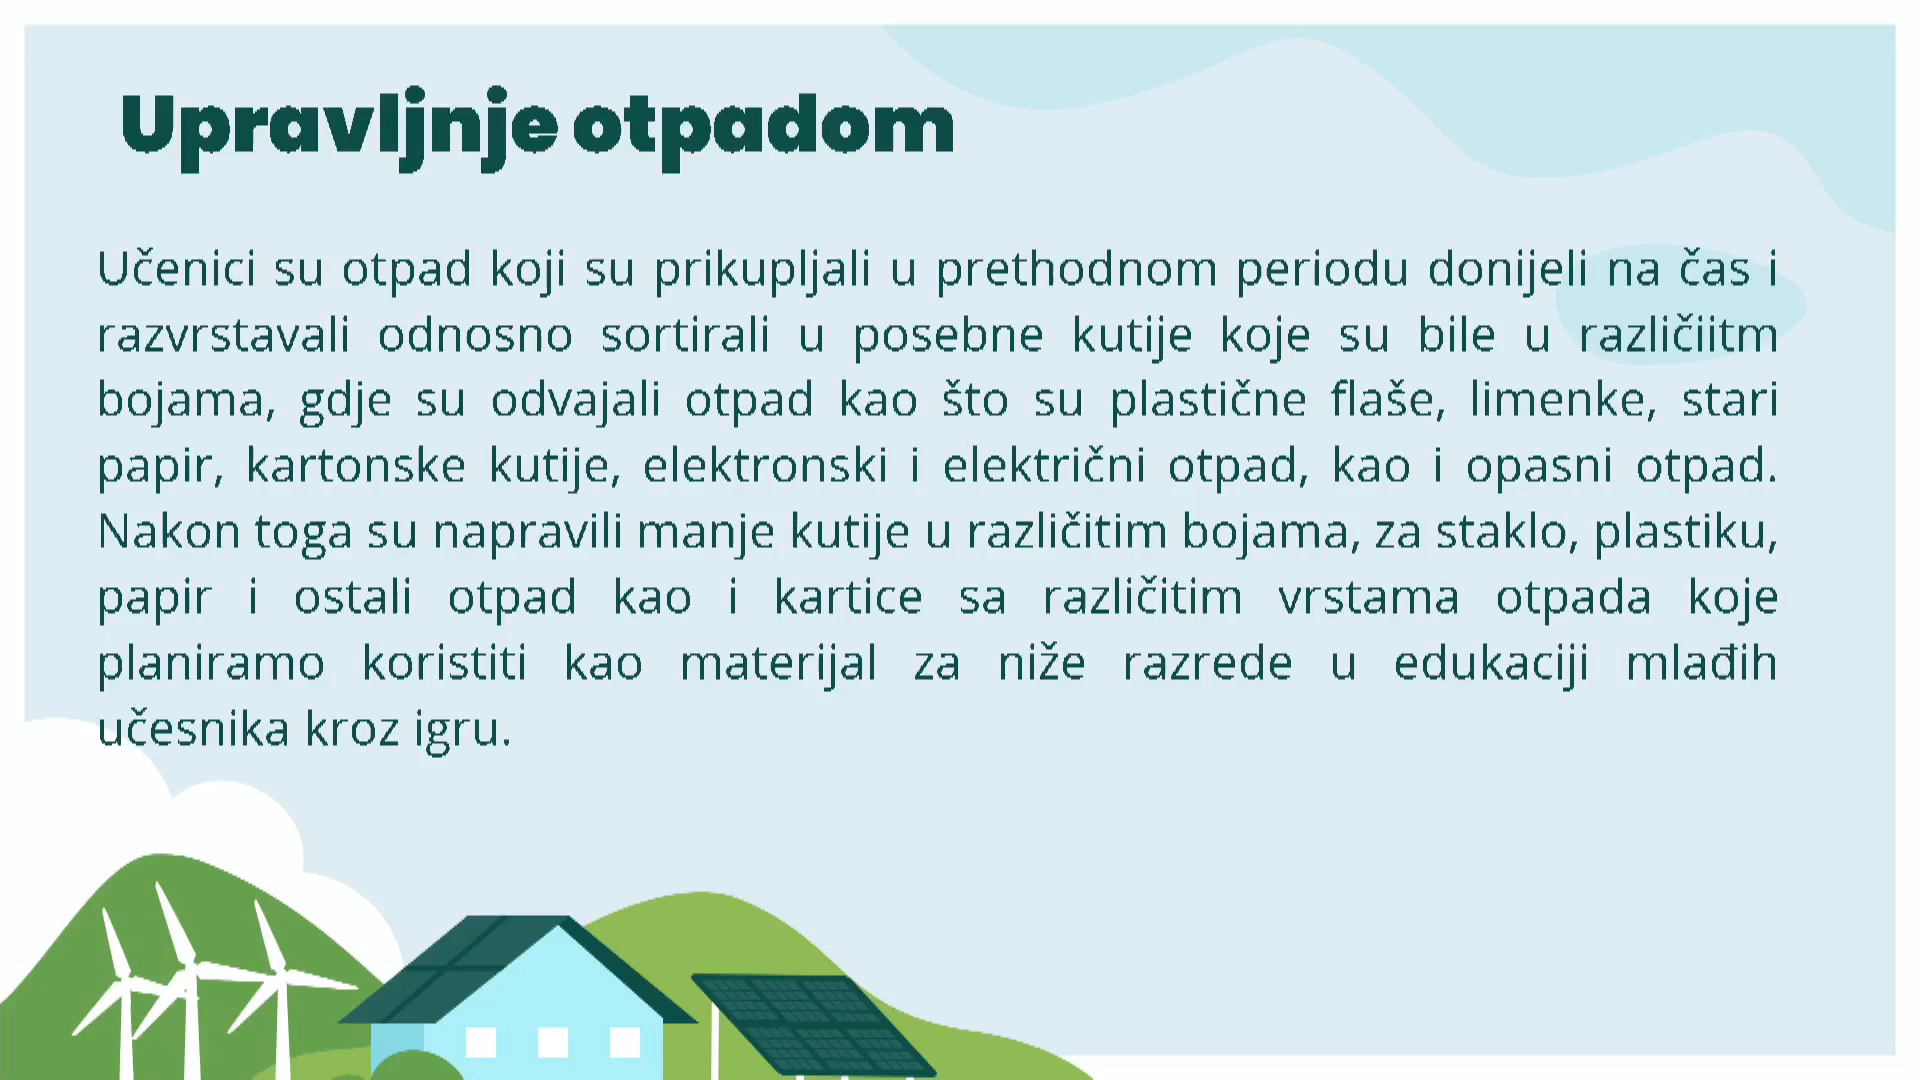 Upravljnje otpadom
Učenici su otpad koji su prikupljali u prethodnom periodu donijeli na čas i
razvrstavali odnosno sortirali u posebne kutije koje su bile u različiitm
bojama, gdje su odvajali otpad kao što su plastične flaše, limenke, stari
papir, kartonske kutije, elektronski i električni otpad, kao i opasni otpad.
Nakon toga su napravili manje kutije u različitim bojama, za staklo, plastiku,
papir i ostali otpad kao i kartice sa različitim vrstama otpada koje
planiramo koristiti kao materijal za niže razrede u edukaciji mlađih
učesnika kroz igru.